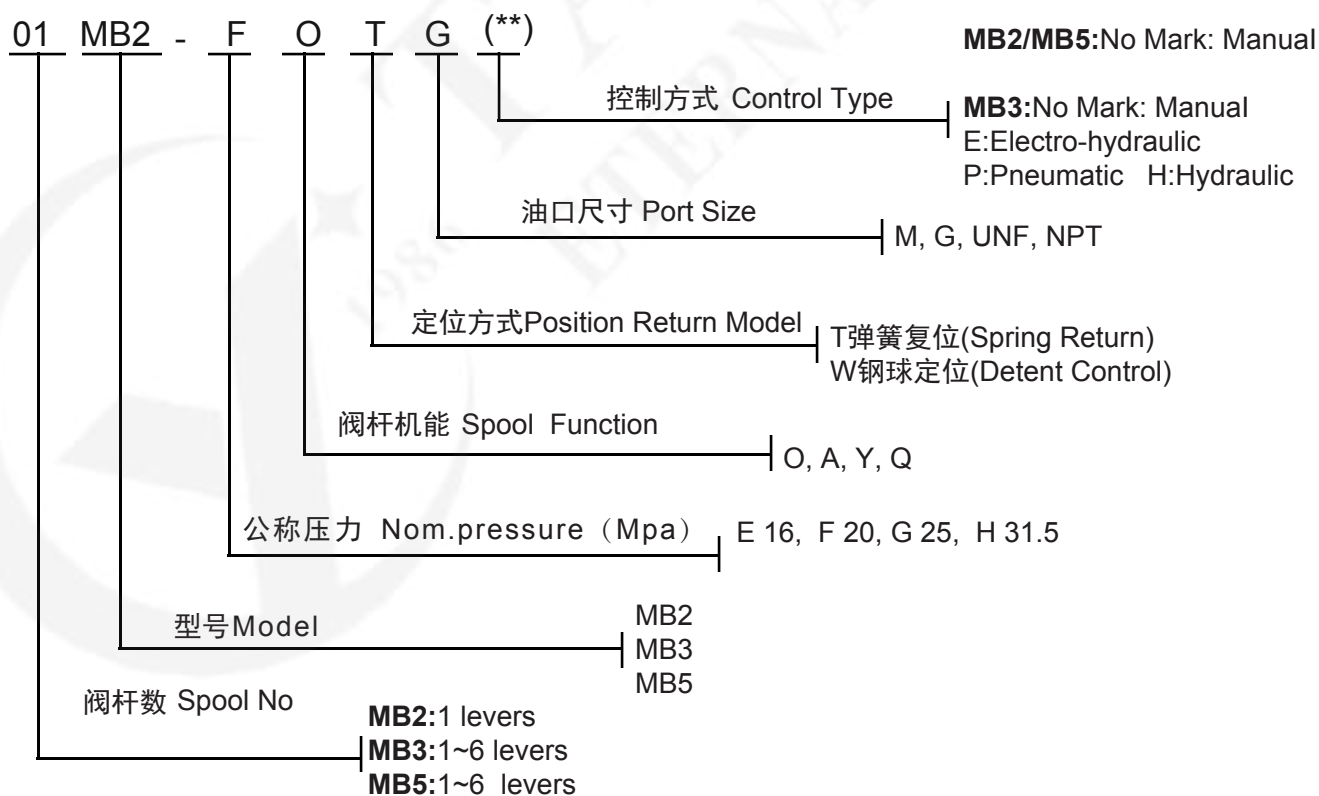 01 MB2 - F O T G (**)
MB2/MB5:No Mark: Manual
控制方式 Control Type
MB3:No Mark: Manual
E:Electro-hydraulic
P:Pneumatic H:Hydraulic
油口尺寸 Port Size
M, G, UNF, NPT
定位方式Position Return Model
T弹簧复位(Spring Return)
W钢球定位(Detent Control)
阀杆机能 Spool Function
O, A, Y, Q
公称压力 Nom.pressure（Mpa）
E 16, F 20, G 25, H 31.5
型号Model
MB2
MB3
MB5
阀杆数 Spool No
MB2:1 levers
MB3:1~6 levers
MB5:1~6 levers
1980